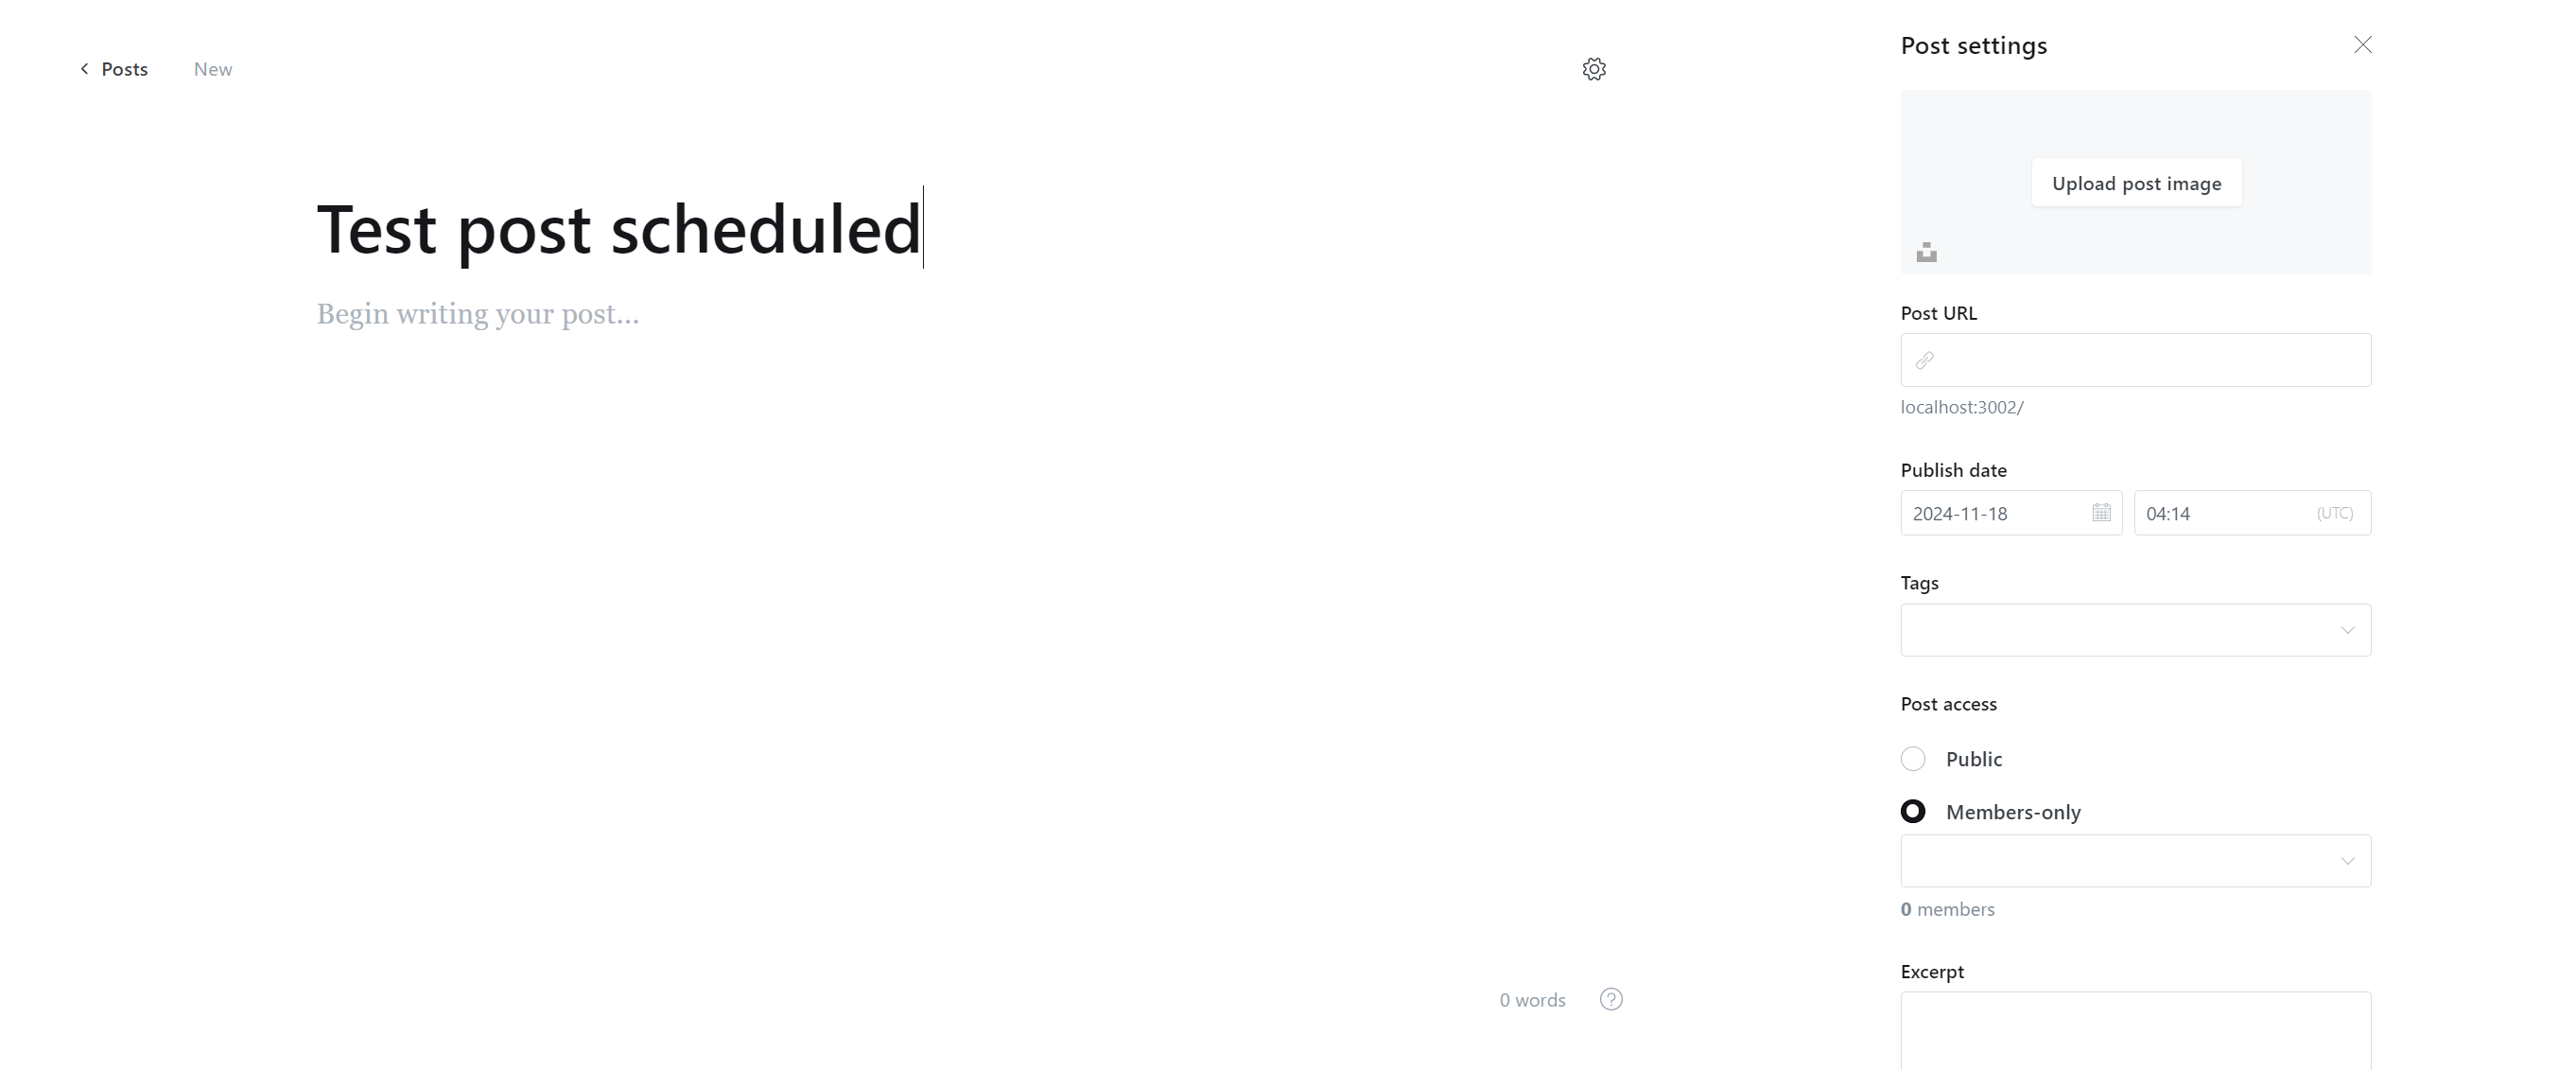 Posts
New
Test post scheduled
Begin writing your post...
0 words
?
Post settings
Upload post image
Post URL
localhost:3002/
Publish date
2024-11-18
04:14
(UTC)
Tags
Post access
Public
Members-only
0 members
Excerpt